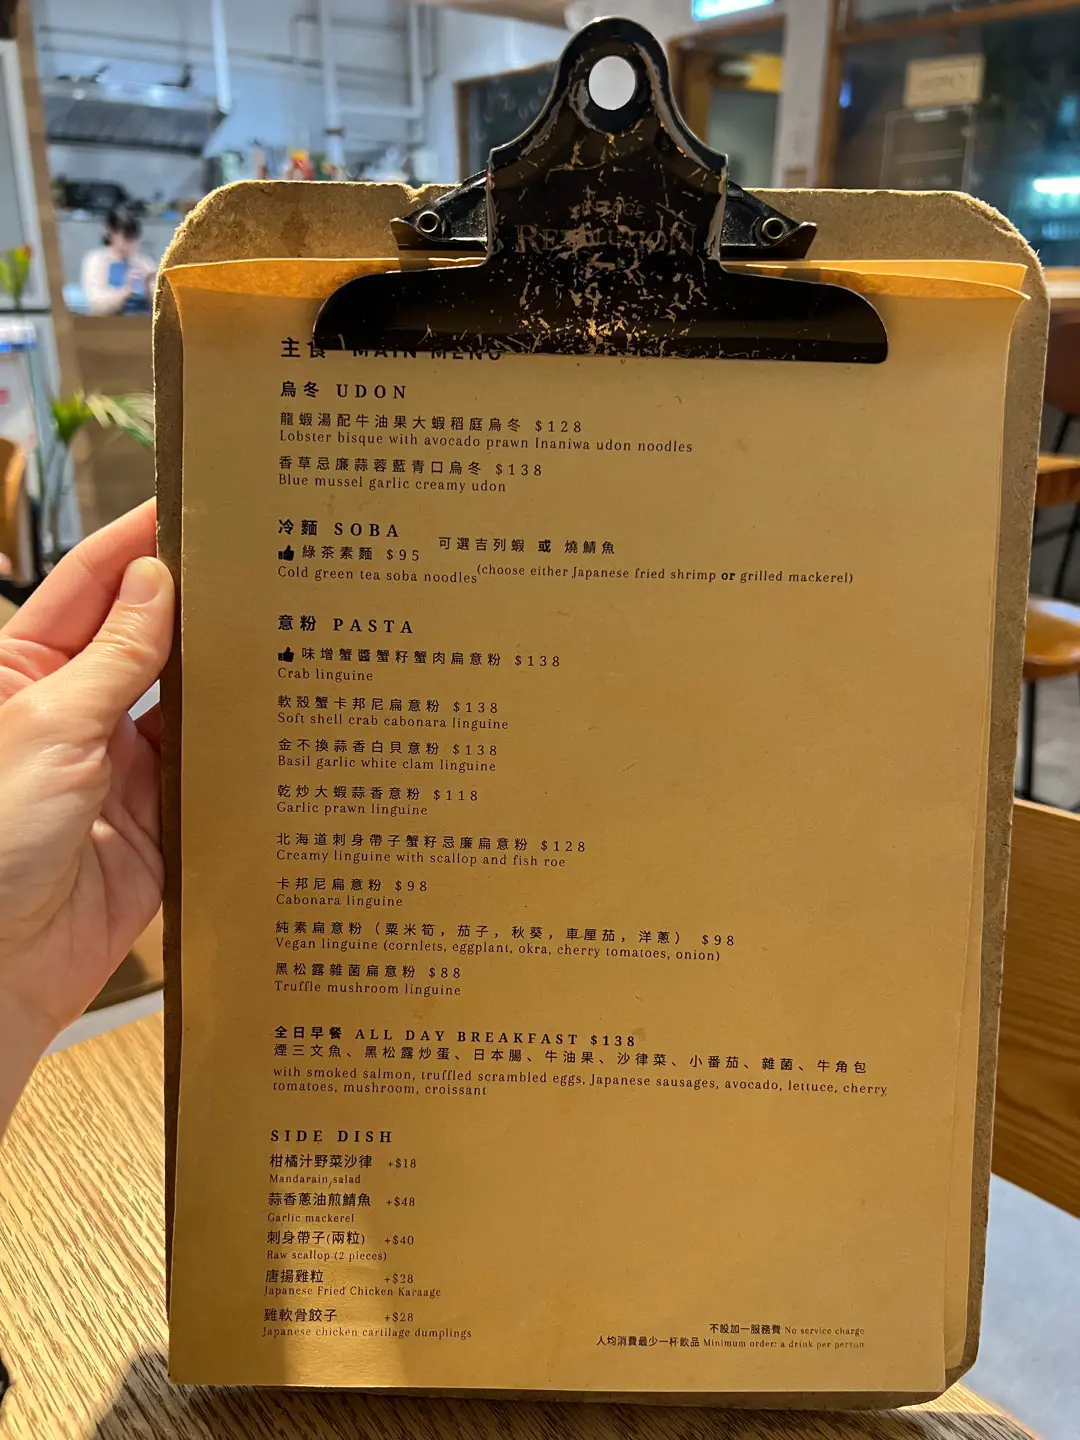 REVOLUTION
主食 MAIN MENU
烏冬 UDON
龍蝦湯配牛油果大蝦稻庭烏冬 $128
Lobster bisque with avocado prawn Inaniwa udon noodles
香草忌廉蒜蓉藍青口烏冬 $138
Blue mussel garlic creamy udon
冷麵 SOBA
綠茶素麵 $95 可選吉列蝦 或 燒鯖魚
Cold green tea soba noodles (choose either Japanese fried shrimp or grilled mackerel)
意粉 PASTA
味增蟹醬蟹籽蟹肉扁意粉 $138
Crab linguine
軟殼蟹卡邦尼扁意粉 $138
Soft shell crab cabonara linguine
金不換蒜香白貝意粉 $138
Basil garlic white clam linguine
乾炒大蝦蒜香意粉 $118
Garlic prawn linguine
北海道刺身帶子蟹籽忌廉扁意粉 $128
Creamy linguine with scallop and fish roe
卡邦尼扁意粉 $98
Cabonara linguine
純素扁意粉（粟米筍，茄子，秋葵，車厘茄，洋蔥） $98
Vegan linguine (cornlets, eggplant, okra, cherry tomatoes, onion)
黑松露雜菌扁意粉 $88
Truffle mushroom linguine
全日早餐 ALL DAY BREAKFAST $138
煙三文魚、黑松露炒蛋、日本腸、牛油果、沙律菜、小番茄、雜菌、牛角包
with smoked salmon, truffled scrambled eggs, Japanese sausages, avocado, lettuce, cherry
tomatoes, mushroom, croissant
SIDE DISH
柑橘汁野菜沙律 +$18
Mandarain salad
蒜香蔥油煎鯖魚 +$48
Garlic mackerel
刺身帶子(兩粒) +$40
Raw scallop (2 pieces)
唐揚雞粒 +$28
Japanese Fried Chicken Karaage
雞軟骨餃子 +$28
Japanese chicken cartilage dumplings
不設加一服務費 No service charge
人均消費最少一杯飲品 Minimum order: a drink per person